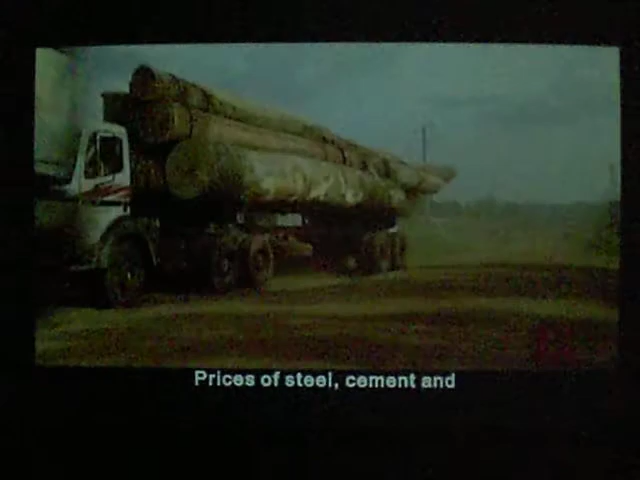 Prices of steel, cement and